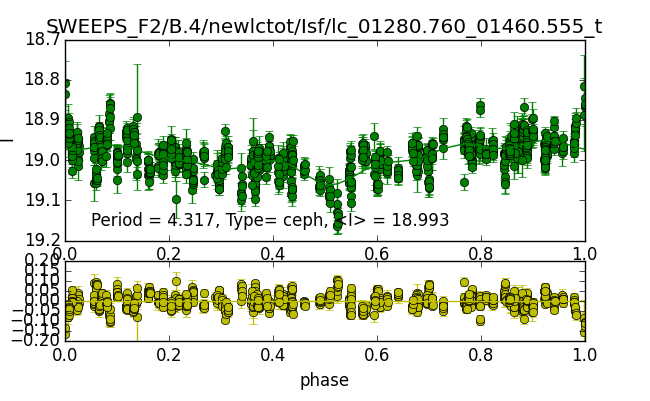 SWEEPS_F2/B.4/newlctot/Isf/lc_01280.760_01460.555_t
18.7
18.8
18.9
19.0
19.1
19.2
I
Period = 4.317, Type= ceph, <I> = 18.993
0.0 0.2 0.4 0.6 0.8 1.0
0.20
0.15
0.10
0.05
0.00
−0.05
−0.10
−0.15
−0.20
0.0 0.2 0.4 0.6 0.8 1.0
phase